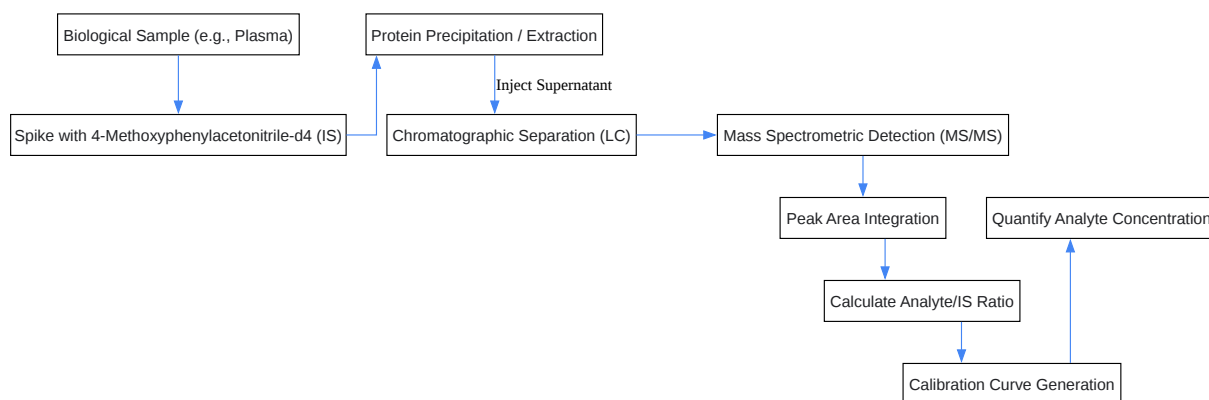 Biological Sample (e.g., Plasma)
Spike with 4-Methoxyphenylacetonitrile-d4 (IS)
Protein Precipitation / Extraction
Inject Supernatant
Chromatographic Separation (LC)
Mass Spectrometric Detection (MS/MS)
Peak Area Integration
Calculate Analyte/IS Ratio
Calibration Curve Generation
Quantify Analyte Concentration